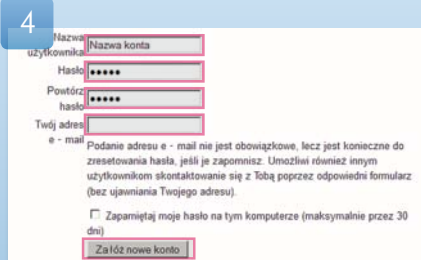 4
Nazwa
użytkownika
Nazwa konta
Hasło •••••
Powtórz
hasło
•••••
Twój adres
e - mail
Podanie adresu e - mail nie jest obowiązkowe, lecz jest konieczne do
zresetowania hasła, jeśli je zapomnisz. Umożliwi również innym
użytkownikom skontaktowanie się z Tobą poprzez odpowiedni formularz
(bez ujawniania Twojego adresu).
Zapamiętaj moje hasło na tym komputerze (maksymalnie przez 30
dni)
Załóż nowe konto